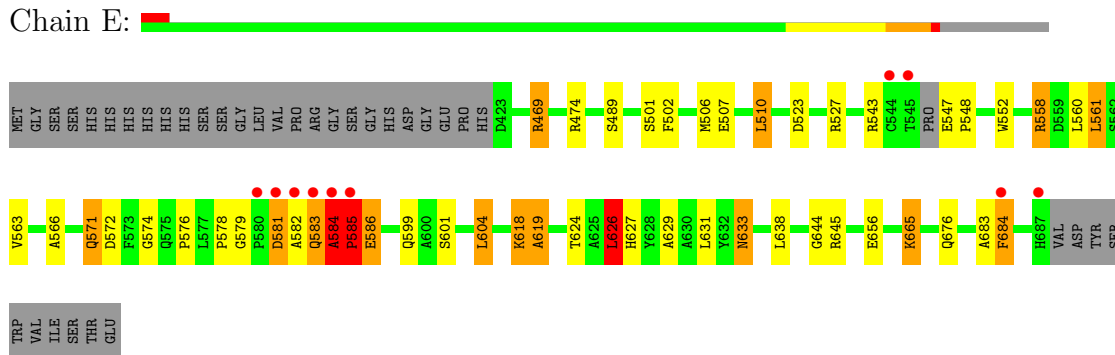 Chain E:
MET GLY SER SER HIS HIS HIS HIS HIS HIS SER SER GLY LEU VAL PRO ARG GLY SER GLY HIS ASP GLY GLU PRO HIS D423 R469 R474 S489 S501 F502 M506 E507 L510 D523 R527 R543 C544 T545 PRO E547 P548 W552 R558 D559 L560 L561 S562
V563 A566 Q571 D572 F573 G574 Q575 P576 L577 P578 G579 P580 D581 A582 Q583 A584 P585 E586 Q599 A600 S601 L604 K618 A619 T624 A625 L626 H627 Y628 A629 A630 L631 Y632 N633 L638 G644 R645 E656 K665 Q676 A683 F684 H687 VAL ASP TYR SER
TRP VAL ILE SER THR GLU